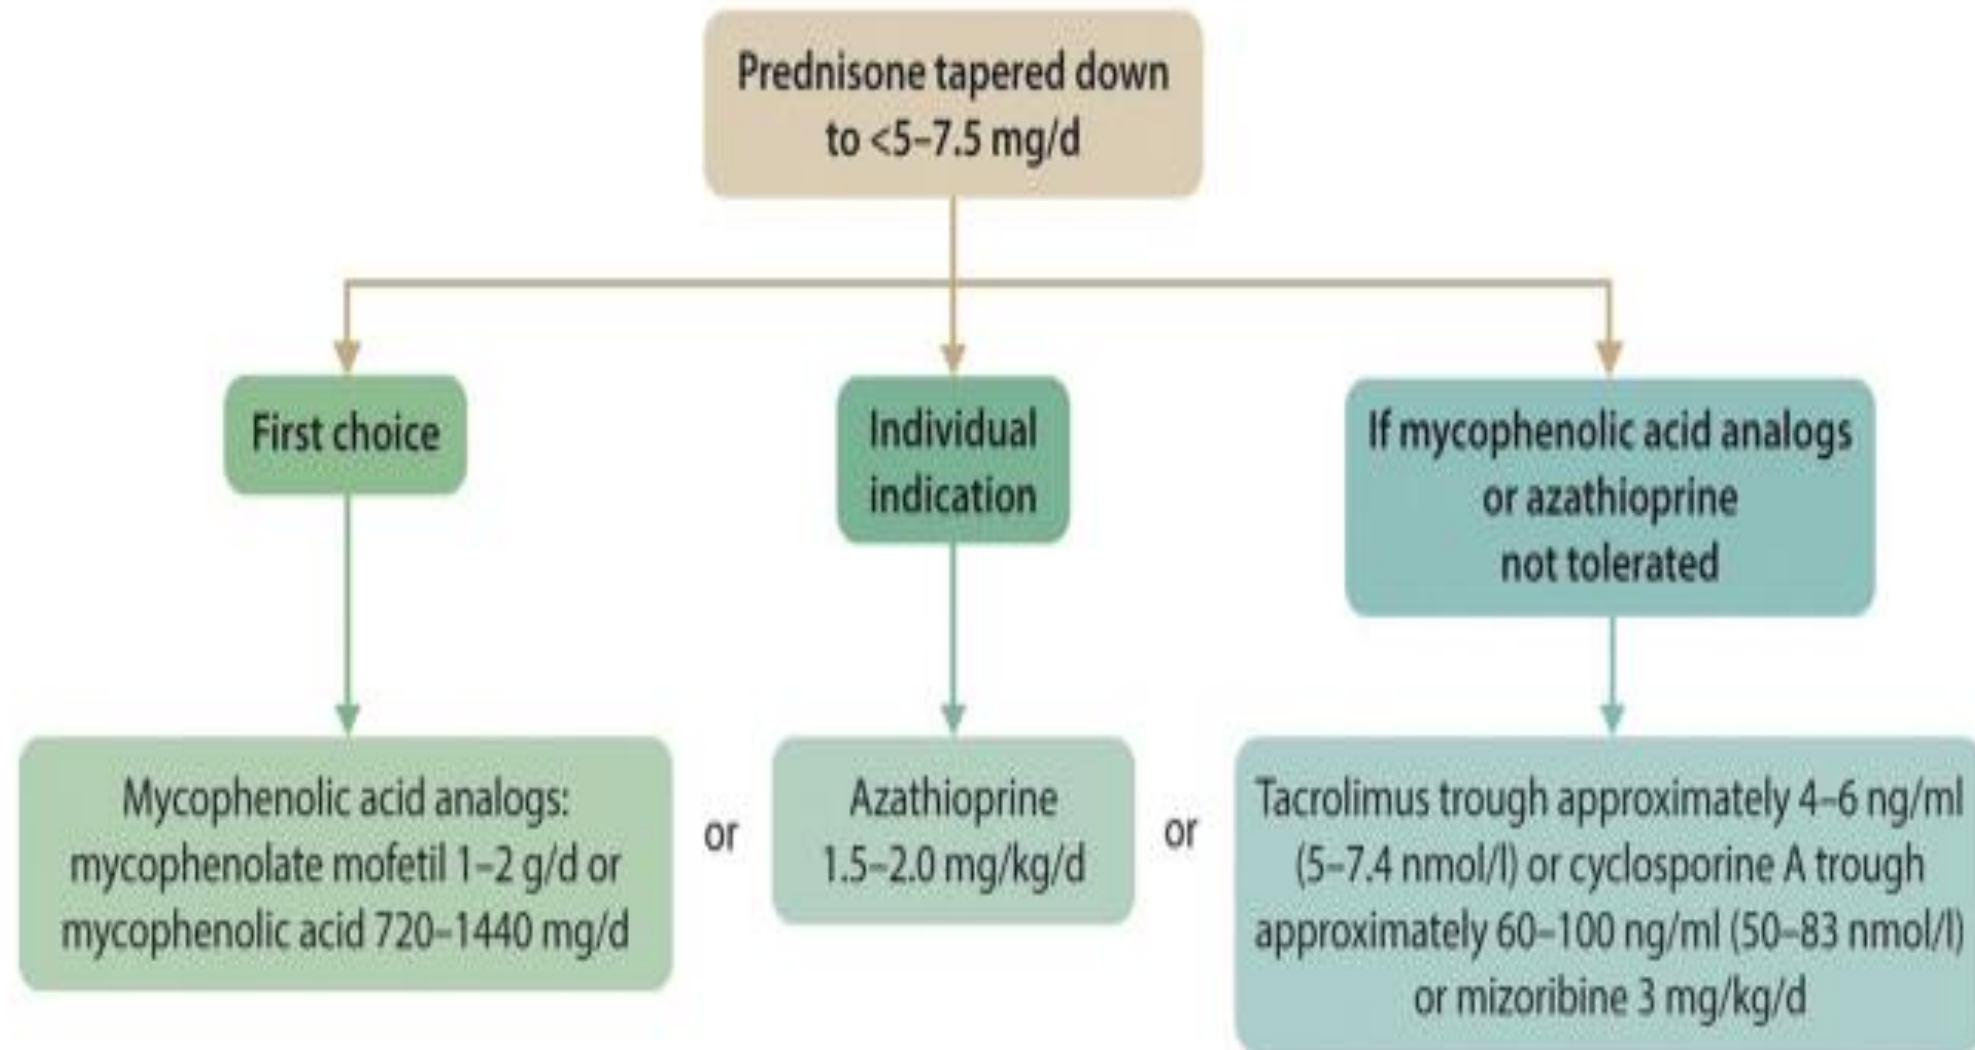 Prednisone tapered down
to <5–7.5 mg/d
First choice
Individual
indication
If mycophenolic acid analogs
or azathioprine
not tolerated
Mycophenolic acid analogs:
mycophenolate mofetil 1–2 g/d or
mycophenolic acid 720–1440 mg/d
or
Azathioprine
1.5–2.0 mg/kg/d
or
Tacrolimus trough approximately 4–6 ng/ml
(5–7.4 nmol/l) or cyclosporine A trough
approximately 60–100 ng/ml (50–83 nmol/l)
or mizoribine 3 mg/kg/d